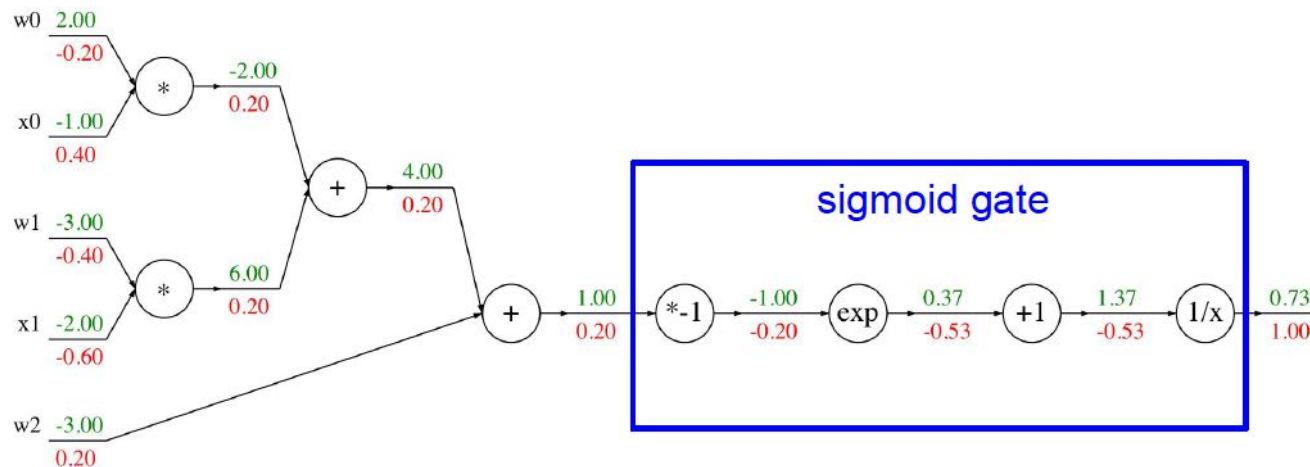 w0 2.00
-0.20
* -2.00
0.20
x0 -1.00
0.40
+ 4.00
0.20
w1 -3.00
-0.40
* 6.00
0.20
x1 -2.00
-0.60
w2 -3.00
0.20
+ 1.00
0.20
sigmoid gate
*-1 -1.00
-0.20
exp 0.37
-0.53
+1 1.37
-0.53
1/x 0.73
1.00